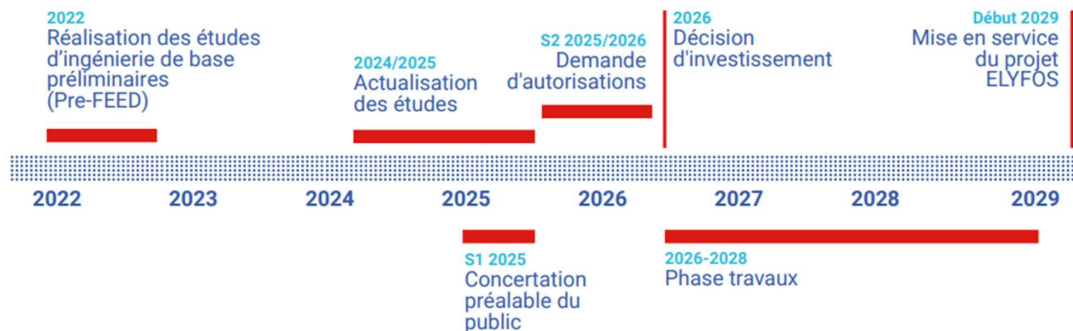 2022
Réalisation des études
d'ingénierie de base
préliminaires
(Pre-FEED)
2024/2025
Actualisation
des études
S2 2025/2026
Demande
d'autorisations
2026
Décision
d'investissement
Début 2029
Mise en service
du projet
ELYFOS
2022 2023 2024 2025 2026 2027 2028 2029
S1 2025
Concertation
préalable du
public
2026-2028
Phase travaux